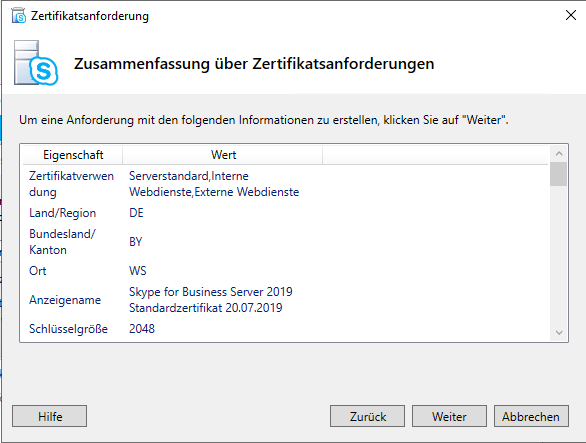 Zertifikatsanforderung
Zusammenfassung über Zertifikatsanforderungen
Um eine Anforderung mit den folgenden Informationen zu erstellen, klicken Sie auf "Weiter".
Eigenschaft Wert
Zertifikatverwen Serverstandard,Interne
dung Webdienste,Externe Webdienste
Land/Region DE
Bundesland/
Kanton BY
Ort WS
Anzeigename Skype for Business Server 2019
Standardzertifikat 20.07.2019
Schlüsselgröße 2048
Hilfe Zurück Weiter Abbrechen